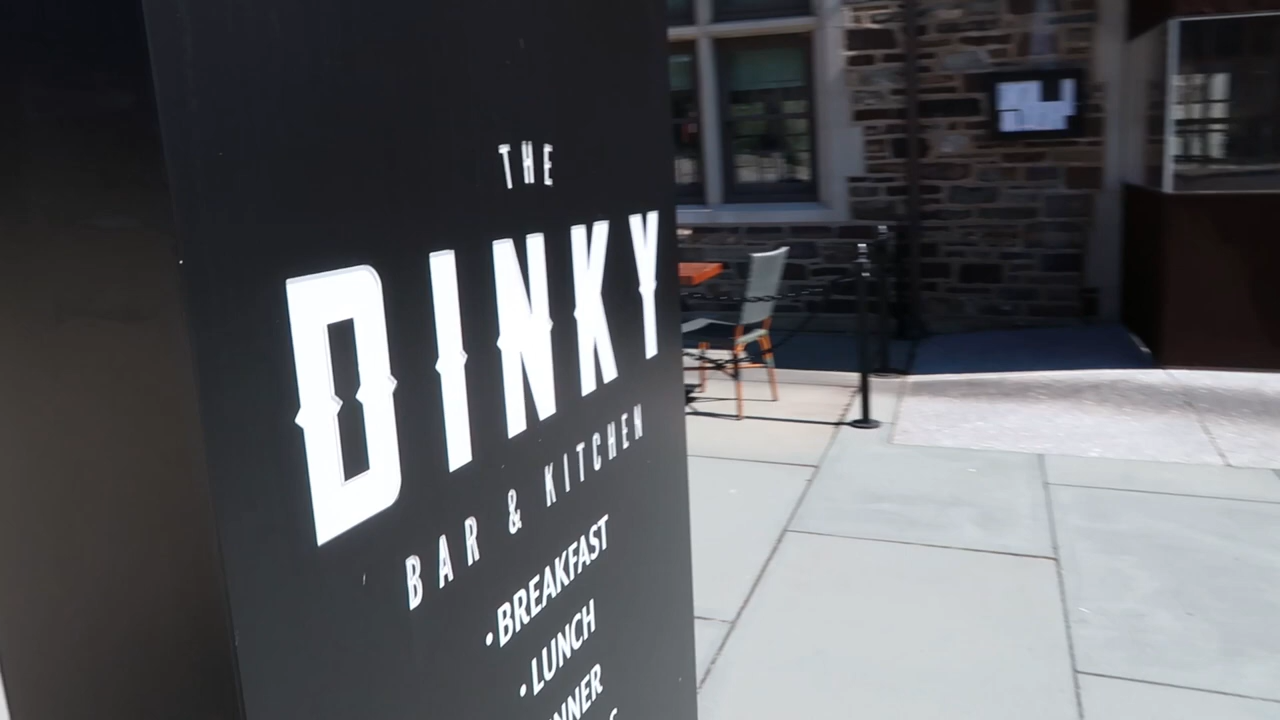 THE
DINKY
BAR & KITCHEN
•BREAKFAST
•LUNCH